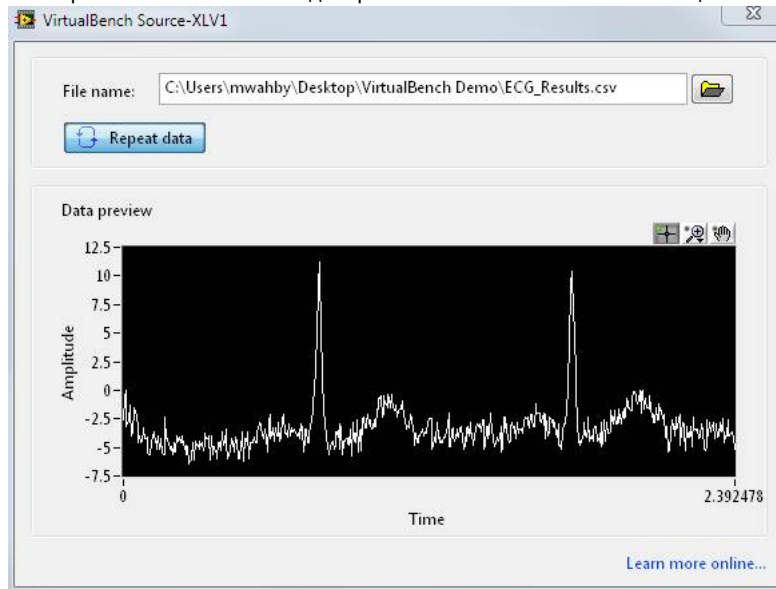 VirtualBench Source-XLV1
File name: C:\Users\mwahby\Desktop\VirtualBench Demo\ECG_Results.csv
Repeat data
Data preview
12.5
10
7.5
5
2.5
0
-2.5
-5
-7.5
Amplitude
0
2.392478
Time
Learn more online...